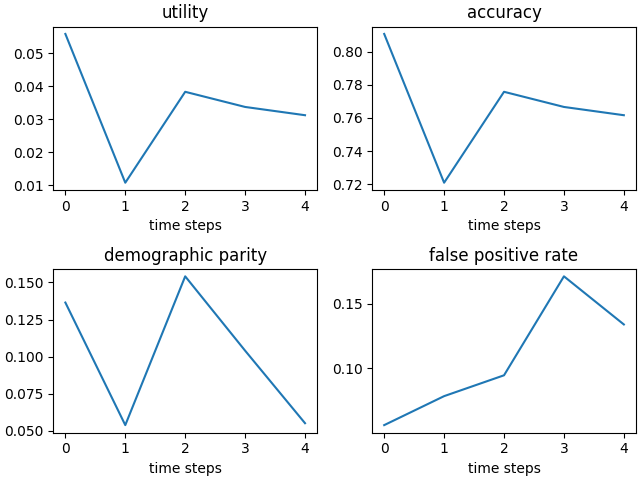 utility
0.05
0.04
0.03
0.02
0.01
0 1 2 3 4
time steps
accuracy
0.80
0.78
0.76
0.74
0.72
0 1 2 3 4
time steps
demographic parity
0.150
0.125
0.100
0.075
0.050
0 1 2 3 4
time steps
false positive rate
0.15
0.10
0 1 2 3 4
time steps